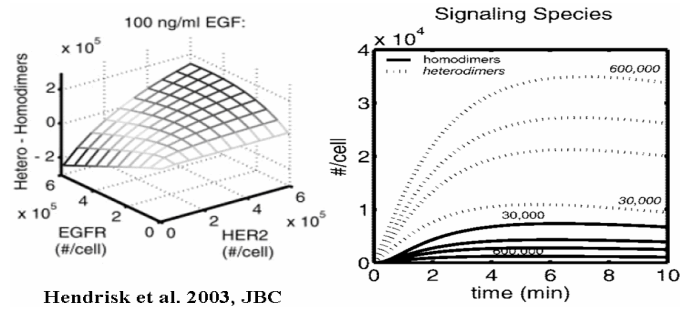 100 ng/ml EGF:
x 10^5
Hetero - Homodimers
2
0
- 2
6
4
2
0
x 10^5
EGFR
(#/cell)
0
2
4
6
x 10^5
HER2
(#/cell)
Hendrisk et al. 2003, JBC
Signaling Species
x 10^4
4
3
2
1
0
#/cell
homodimers
heterodimers
600,000
30,000
30,000
600,000
0
2
4
6
8
10
time (min)